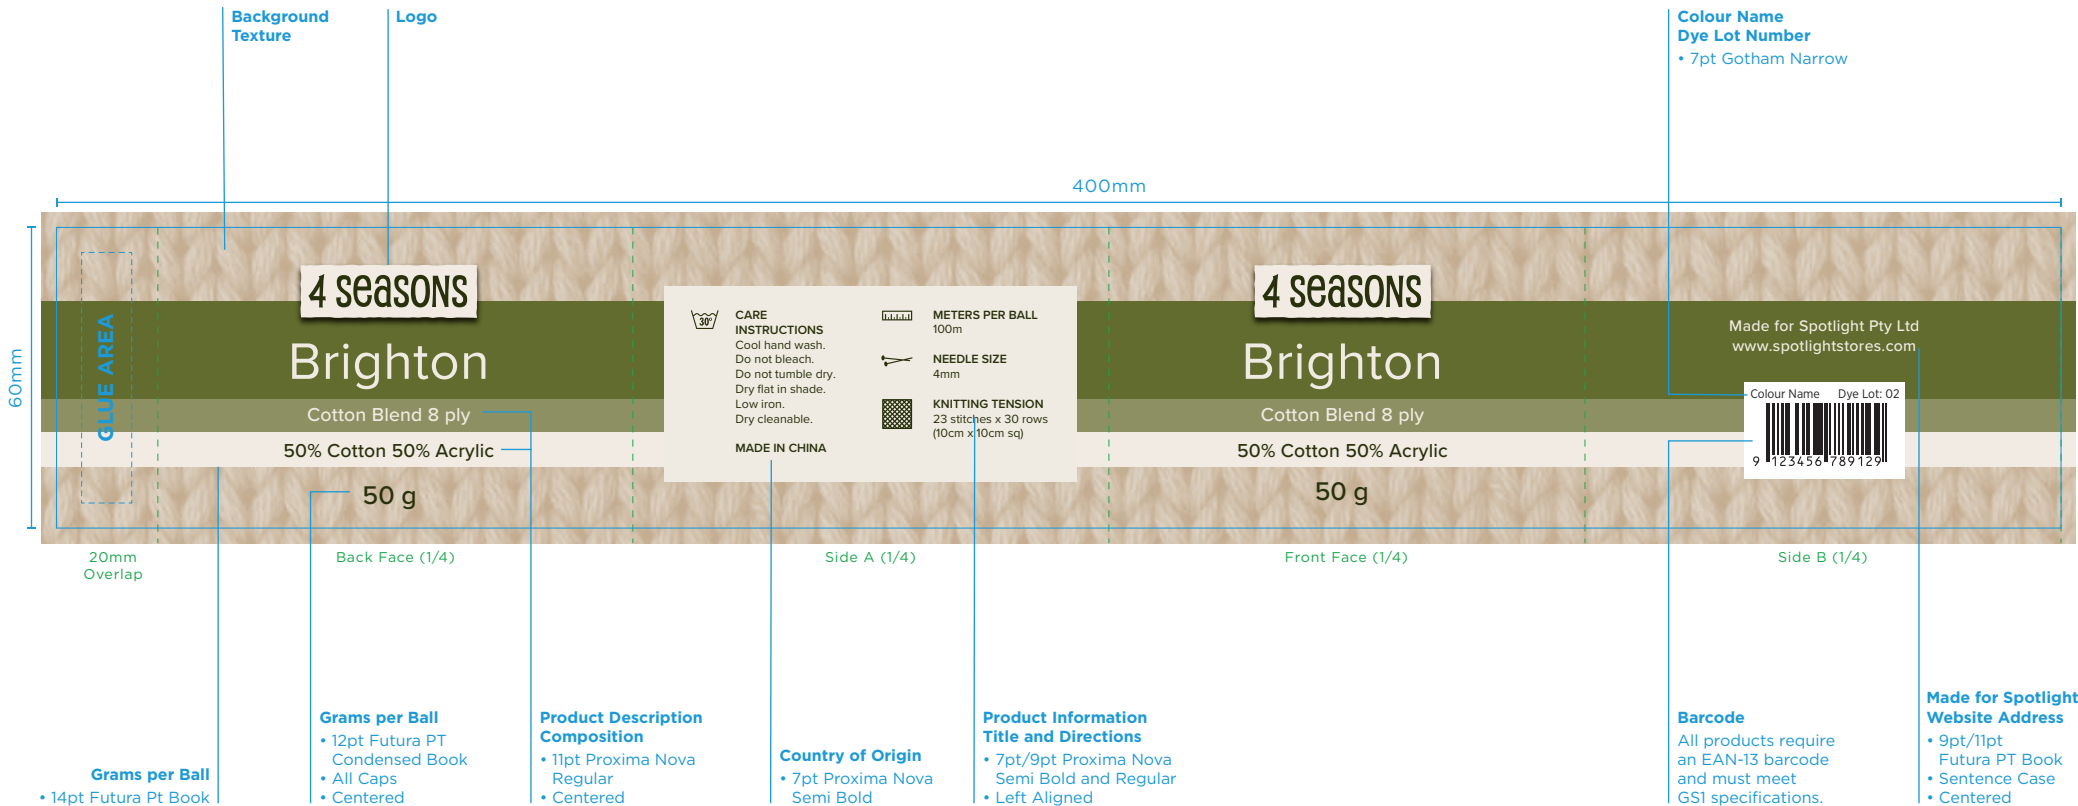 Background
Texture
Logo
Colour Name
Dye Lot Number
• 7pt Gotham Narrow
400mm
60mm
GLUE AREA
4 SeaSONS
Brighton
Cotton Blend 8 ply
50% Cotton 50% Acrylic
50 g
30°
CARE
INSTRUCTIONS
Cool hand wash.
Do not bleach.
Do not tumble dry.
Dry flat in shade.
Low iron.
Dry cleanable.
MADE IN CHINA
METERS PER BALL
100m
NEEDLE SIZE
4mm
KNITTING TENSION
23 stitches x 30 rows
(10cm x 10cm sq)
4 SeaSONS
Brighton
Cotton Blend 8 ply
50% Cotton 50% Acrylic
50 g
Made for Spotlight Pty Ltd
www.spotlightstores.com
Colour Name Dye Lot: 02
9 123456 789129
20mm
Overlap
Back Face (1/4)
Side A (1/4)
Front Face (1/4)
Side B (1/4)
Grams per Ball
• 14pt Futura Pt Book
Grams per Ball
• 12pt Futura PT
Condensed Book
• All Caps
• Centered
Product Description
Composition
• 11pt Proxima Nova
Regular
• Centered
Country of Origin
• 7pt Proxima Nova
Semi Bold
Product Information
Title and Directions
• 7pt/9pt Proxima Nova
Semi Bold and Regular
• Left Aligned
Barcode
All products require
an EAN-13 barcode
and must meet
GS1 specifications.
Made for Spotlight
Website Address
• 9pt/11pt
Futura PT Book
• Sentence Case
• Centered